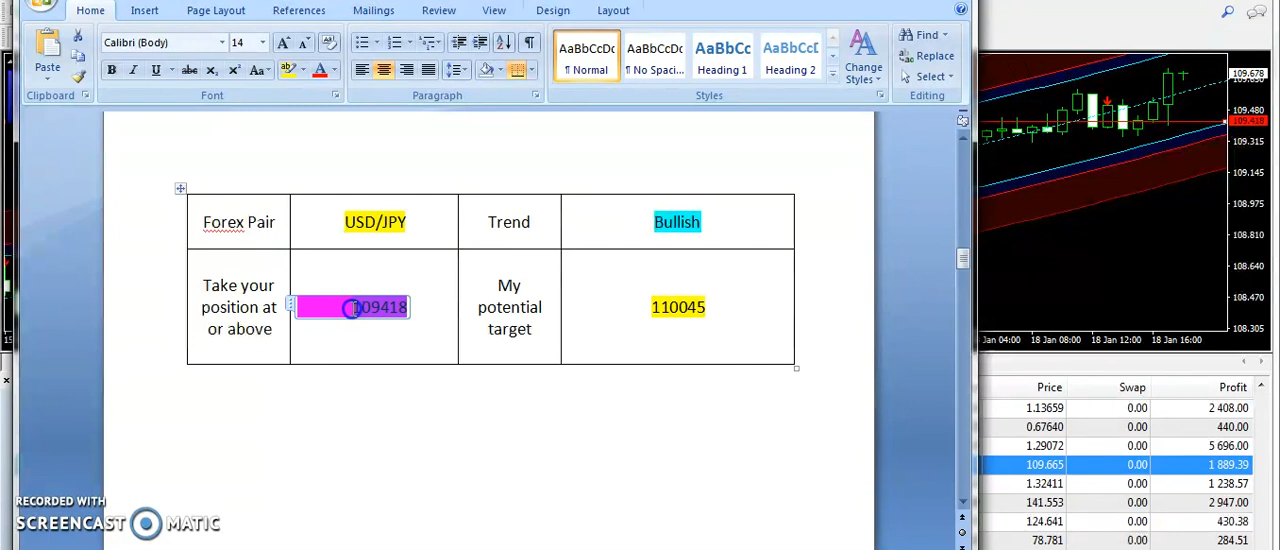 Home Insert Page Layout References Mailings Review View Design Layout
Calibri (Body) 14
AaBbCcDc AaBbCcDc AaBbCc AaBbCcD
¶ Normal ¶ No Spaci... Heading 1 Heading 2
Paste
Change Styles
Find
Replace
Select
Clipboard Font Paragraph Styles Editing
Forex Pair USD/JPY Trend Bullish
Take your position at or above 109418 My potential target 110045
RECORDED WITH
SCREENCAST MATIC
109.678
109.480
109.418
109.315
109.145
108.975
108.810
108.640
108.470
108.305
Jan 04:00 18 Jan 08:00 18 Jan 12:00 18 Jan 16:00
Price Swap Profit
1.13659 0.00 2 408.00
0.67640 0.00 440.00
1.29072 0.00 5 696.00
109.665 0.00 1 889.39
1.32411 0.00 1 238.57
141.553 0.00 2 947.00
124.641 0.00 430.38
78.781 0.00 284.51